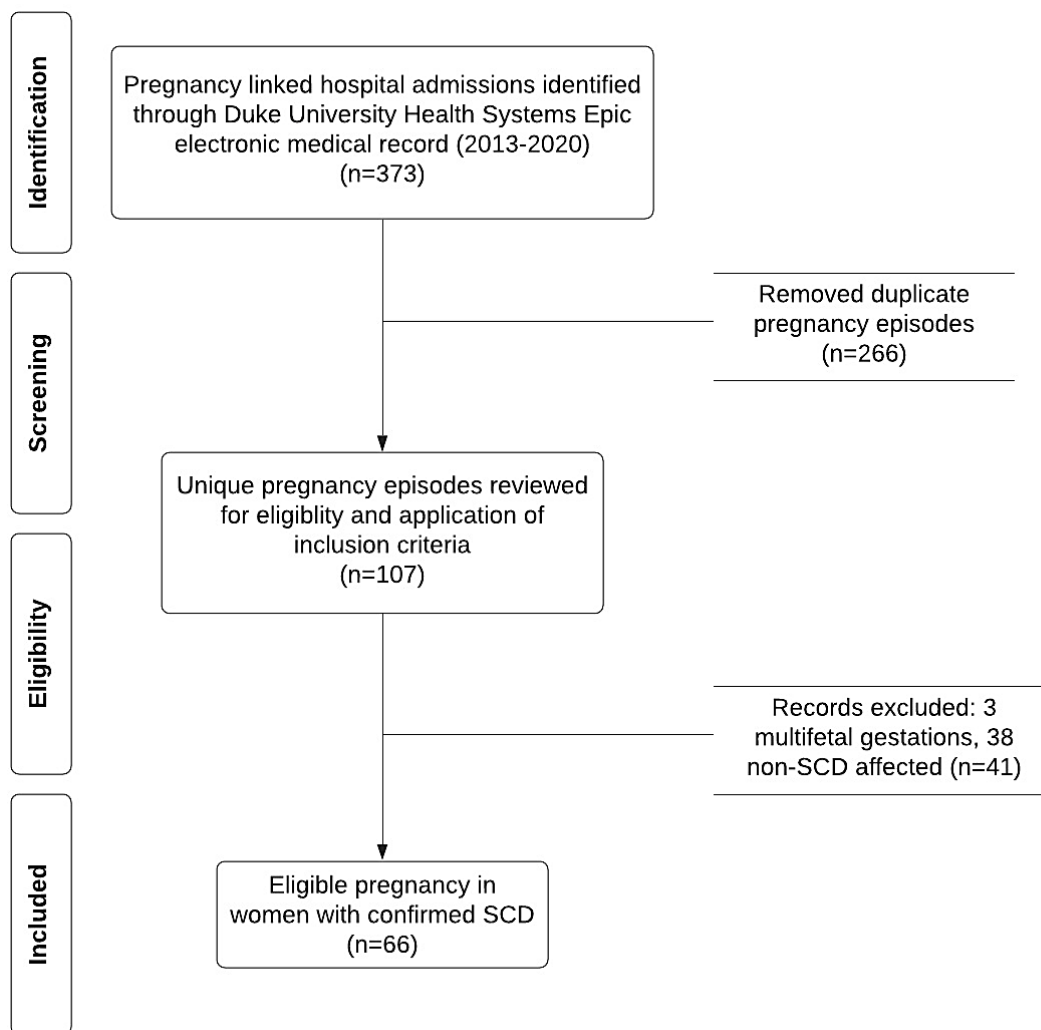 Identification
Pregnancy linked hospital admissions identified
through Duke University Health Systems Epic
electronic medical record (2013-2020)
(n=373)
Screening
Removed duplicate
pregnancy episodes
(n=266)
Unique pregnancy episodes reviewed
for eligiblity and application of
inclusion criteria
(n=107)
Eligibility
Records excluded: 3
multifetal gestations, 38
non-SCD affected (n=41)
Included
Eligible pregnancy in
women with confirmed SCD
(n=66)